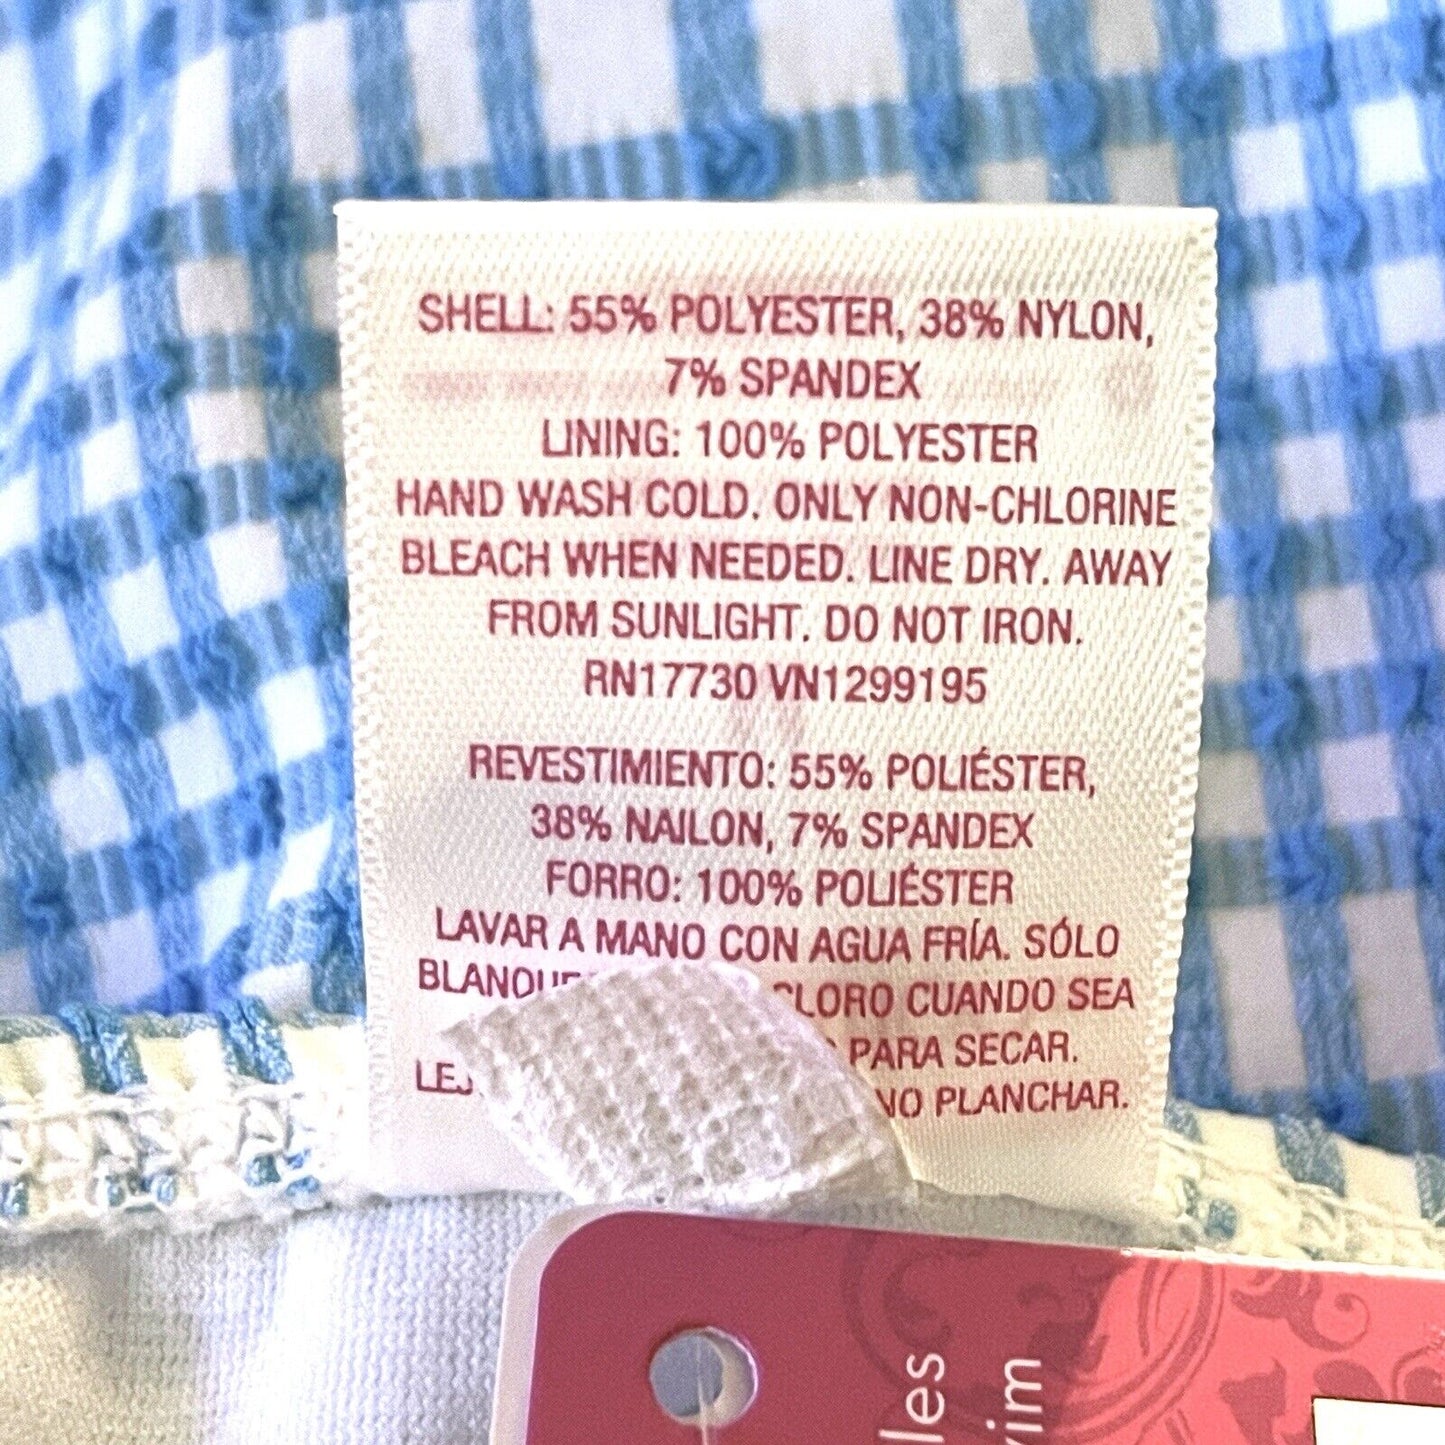 SHELL: 55% POLYESTER, 38% NYLON,
7% SPANDEX
LINING: 100% POLYESTER
HAND WASH COLD. ONLY NON-CHLORINE
BLEACH WHEN NEEDED. LINE DRY. AWAY
FROM SUNLIGHT. DO NOT IRON.
RN17730 VN1299195
REVESTIMIENTO: 55% POLIÉSTER,
38% NAILON, 7% SPANDEX
FORRO: 100% POLIÉSTER
LAVAR A MANO CON AGUA FRÍA. SÓLO
CLORO CUANDO SEA
PARA SECAR.
NO PLANCHAR.